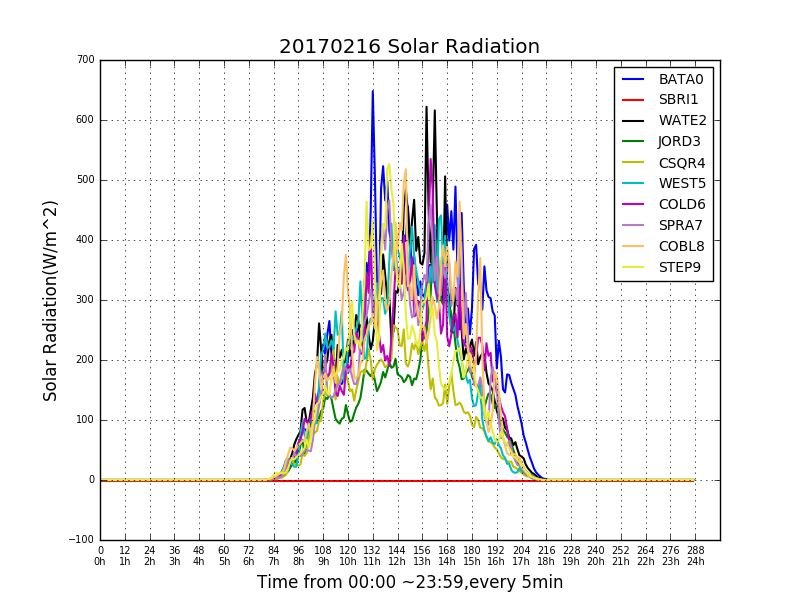 20170216 Solar Radiation
700
600
500
400
300
200
100
0
−100
Solar Radiation(W/m^2)
BATA0
SBRI1
WATE2
JORD3
CSQR4
WEST5
COLD6
SPRA7
COBL8
STEP9
0 12 24 36 48 60 72 84 96 108 120 132 144 156 168 180 192 204 216 228 240 252 264 276 288
0h 1h 2h 3h 4h 5h 6h 7h 8h 9h 10h 11h 12h 13h 14h 15h 16h 17h 18h 19h 20h 21h 22h 23h 24h
Time from 00:00 ~23:59,every 5min